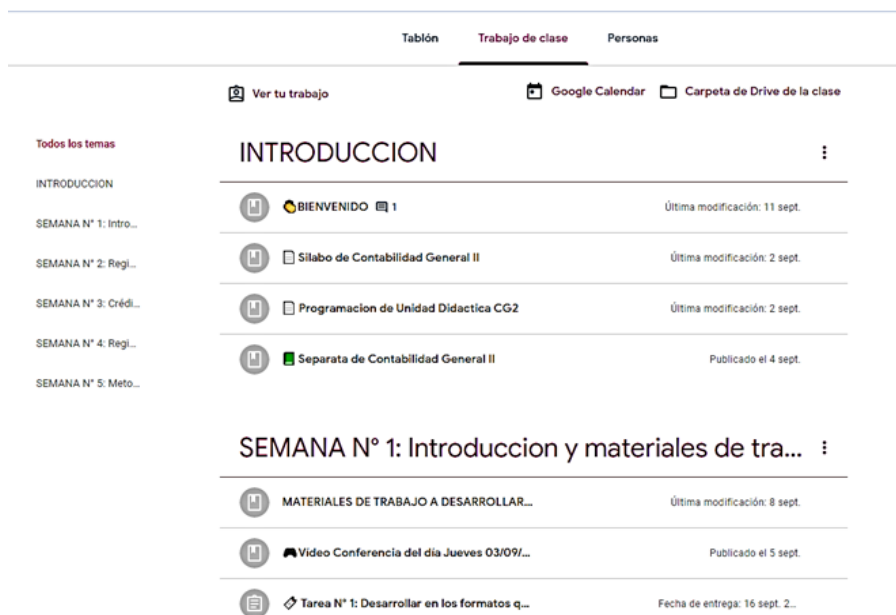 Tablón Trabajo de clase Personas
Ver tu trabajo Google Calendar Carpeta de Drive de la clase
Todos los temas
INTRODUCCION
SEMANA N° 1: Intro...
SEMANA N° 2: Regi...
SEMANA N° 3: Crédi...
SEMANA N° 4: Regi...
SEMANA N° 5: Meto...
INTRODUCCION
BIENVENIDO 1 Última modificación: 11 sept.
Silabo de Contabilidad General II Última modificación: 2 sept.
Programacion de Unidad Didactica CG2 Última modificación: 2 sept.
Separata de Contabilidad General II Publicado el 4 sept.
SEMANA N° 1: Introduccion y materiales de tra...
MATERIALES DE TRABAJO A DESARROLLAR... Última modificación: 8 sept.
Vídeo Conferencia del día Jueves 03/09/... Publicado el 5 sept.
Tarea N° 1: Desarrollar en los formatos q... Fecha de entrega: 16 sept. 2...